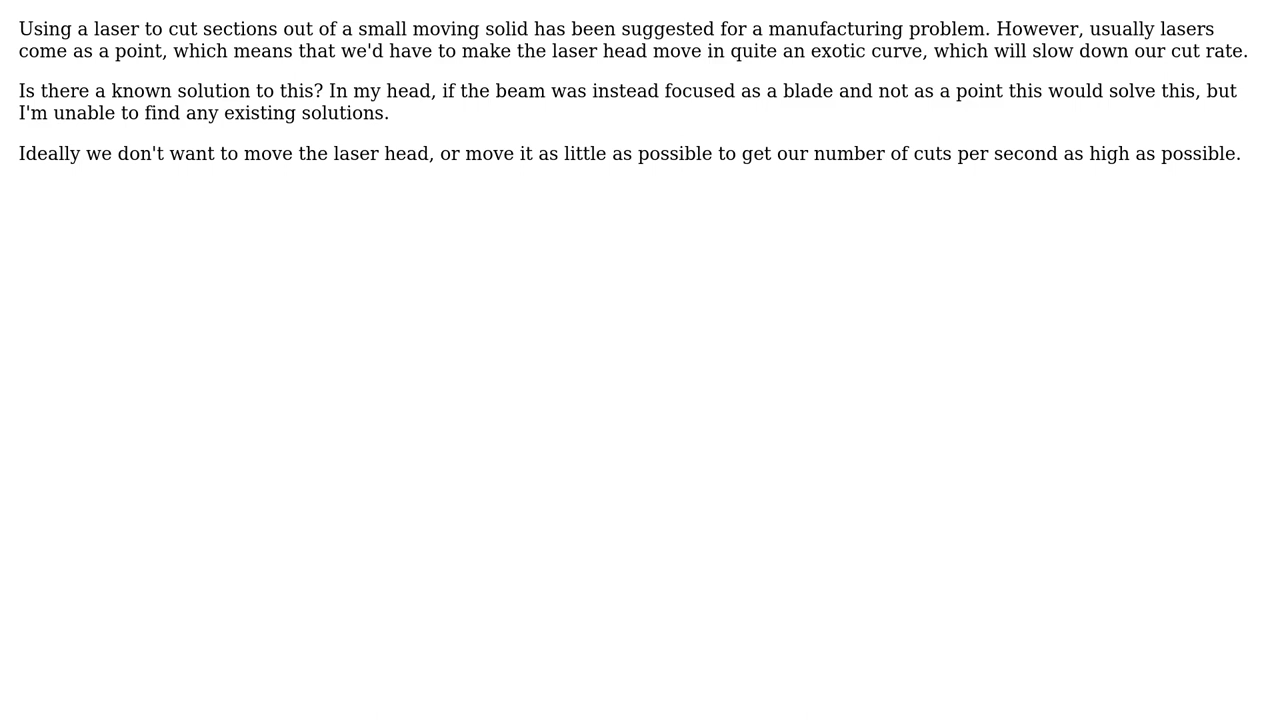 Using a laser to cut sections out of a small moving solid has been suggested for a manufacturing problem. However, usually lasers
come as a point, which means that we'd have to make the laser head move in quite an exotic curve, which will slow down our cut rate.
Is there a known solution to this? In my head, if the beam was instead focused as a blade and not as a point this would solve this, but
I'm unable to find any existing solutions.
Ideally we don't want to move the laser head, or move it as little as possible to get our number of cuts per second as high as possible.